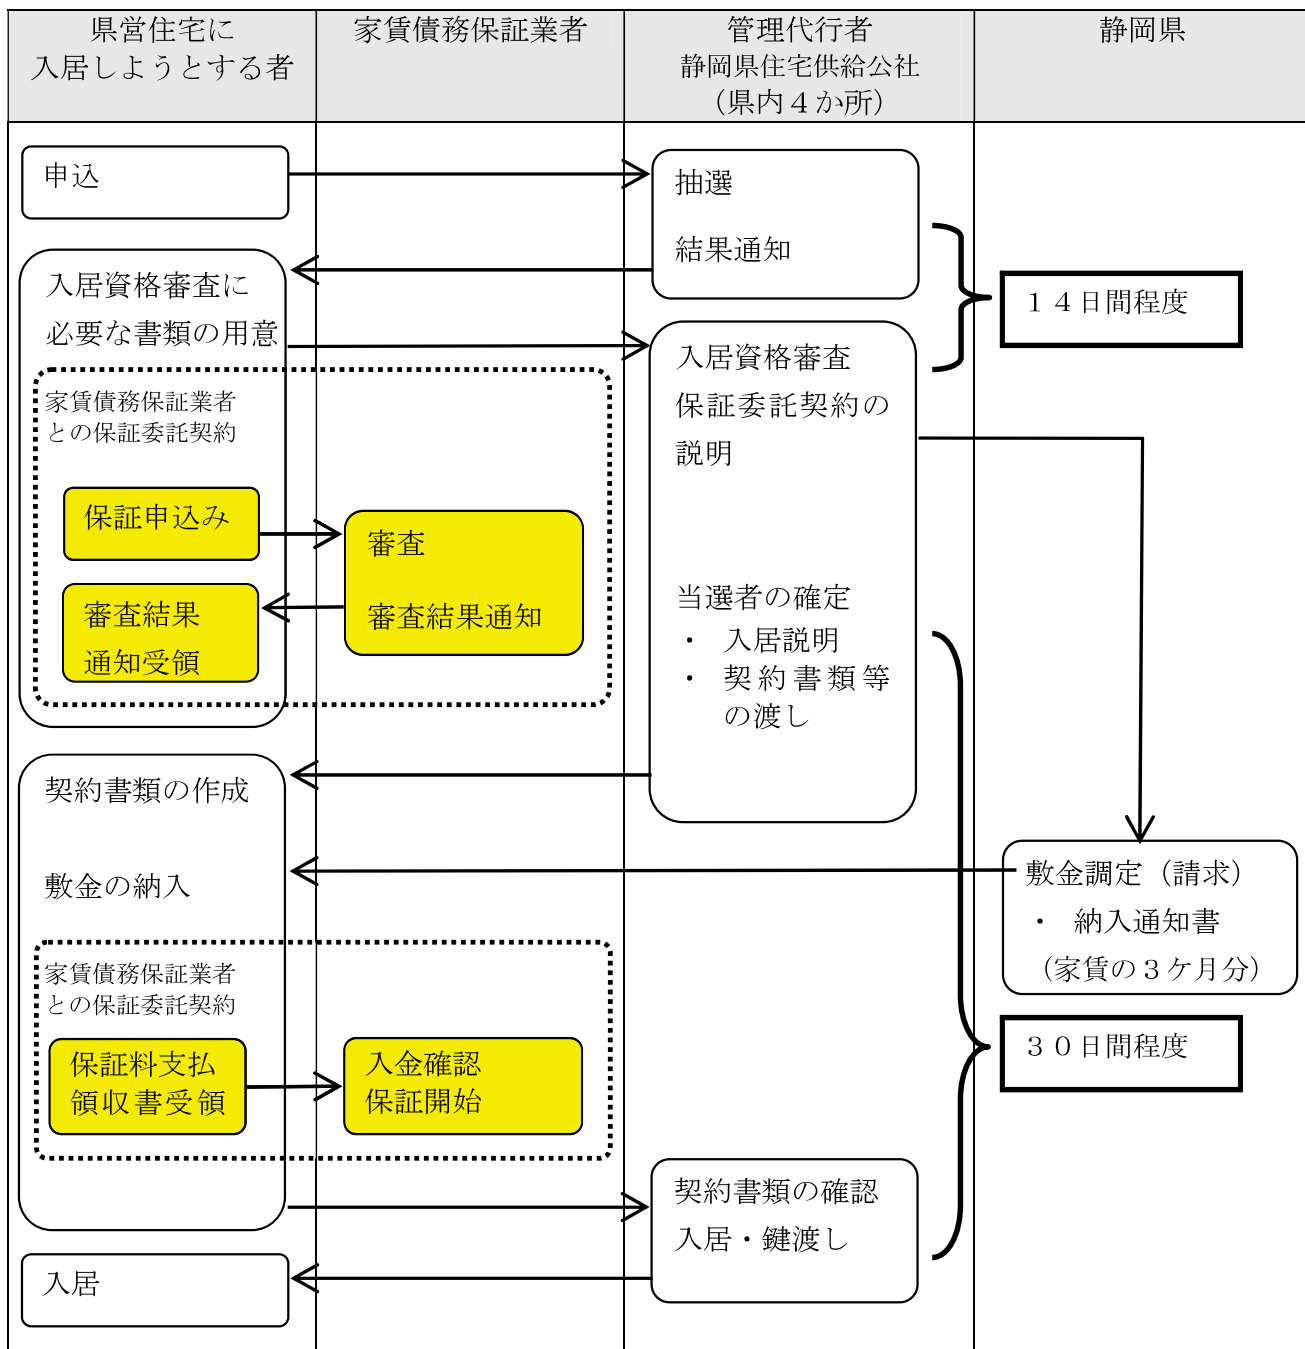 県営住宅に
入居しようとする者
家賃債務保証業者
管理代行者
静岡県住宅供給公社
（県内４か所）
静岡県
申込
抽選
結果通知
１４日間程度
入居資格審査に
必要な書類の用意
家賃債務保証業者
との保証委託契約
保証申込み
審査
審査結果通知
審査結果
通知受領
入居資格審査
保証委託契約の
説明
当選者の確定
・ 入居説明
・ 契約書類等
の渡し
契約書類の作成
敷金の納入
敷金調定（請求）
・ 納入通知書
（家賃の３ケ月分）
家賃債務保証業者
との保証委託契約
保証料支払
領収書受領
入金確認
保証開始
３０日間程度
契約書類の確認
入居・鍵渡し
入居